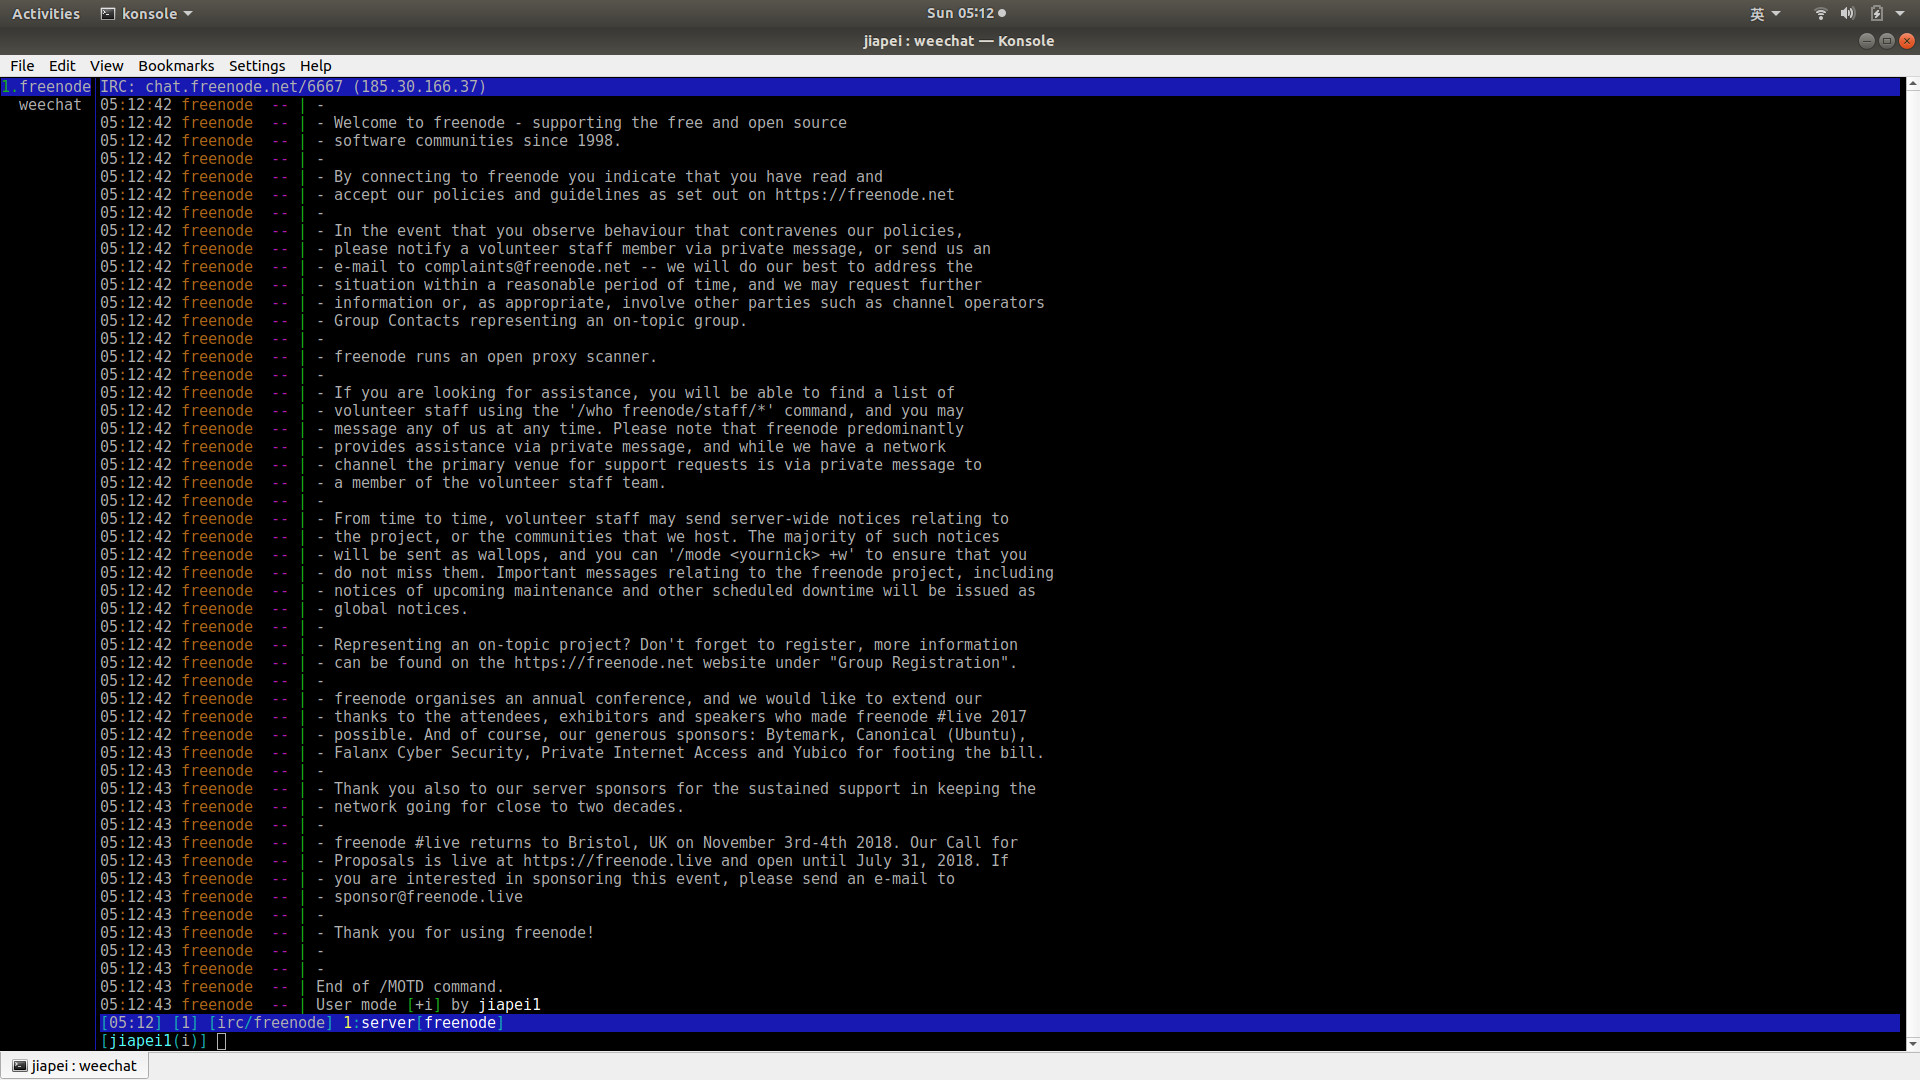 Activities konsole Sun 05:12 英
jiapei : weechat — Konsole
File Edit View Bookmarks Settings Help
1.freenode IRC: chat.freenode.net/6667 (185.30.166.37)
weechat 05:12:42 freenode -- | -
05:12:42 freenode -- | - Welcome to freenode - supporting the free and open source
05:12:42 freenode -- | - software communities since 1998.
05:12:42 freenode -- | -
05:12:42 freenode -- | - By connecting to freenode you indicate that you have read and
05:12:42 freenode -- | - accept our policies and guidelines as set out on https://freenode.net
05:12:42 freenode -- | -
05:12:42 freenode -- | - In the event that you observe behaviour that contravenes our policies,
05:12:42 freenode -- | - please notify a volunteer staff member via private message, or send us an
05:12:42 freenode -- | - e-mail to complaints@freenode.net -- we will do our best to address the
05:12:42 freenode -- | - situation within a reasonable period of time, and we may request further
05:12:42 freenode -- | - information or, as appropriate, involve other parties such as channel operators
05:12:42 freenode -- | - Group Contacts representing an on-topic group.
05:12:42 freenode -- | -
05:12:42 freenode -- | - freenode runs an open proxy scanner.
05:12:42 freenode -- | -
05:12:42 freenode -- | - If you are looking for assistance, you will be able to find a list of
05:12:42 freenode -- | - volunteer staff using the '/who freenode/staff/*' command, and you may
05:12:42 freenode -- | - message any of us at any time. Please note that freenode predominantly
05:12:42 freenode -- | - provides assistance via private message, and while we have a network
05:12:42 freenode -- | - channel the primary venue for support requests is via private message to
05:12:42 freenode -- | - a member of the volunteer staff team.
05:12:42 freenode -- | -
05:12:42 freenode -- | - From time to time, volunteer staff may send server-wide notices relating to
05:12:42 freenode -- | - the project, or the communities that we host. The majority of such notices
05:12:42 freenode -- | - will be sent as wallops, and you can '/mode <yournick> +w' to ensure that you
05:12:42 freenode -- | - do not miss them. Important messages relating to the freenode project, including
05:12:42 freenode -- | - notices of upcoming maintenance and other scheduled downtime will be issued as
05:12:42 freenode -- | - global notices.
05:12:42 freenode -- | -
05:12:42 freenode -- | - Representing an on-topic project? Don't forget to register, more information
05:12:42 freenode -- | - can be found on the https://freenode.net website under "Group Registration".
05:12:42 freenode -- | -
05:12:42 freenode -- | - freenode organises an annual conference, and we would like to extend our
05:12:42 freenode -- | - thanks to the attendees, exhibitors and speakers who made freenode #live 2017
05:12:42 freenode -- | - possible. And of course, our generous sponsors: Bytemark, Canonical (Ubuntu),
05:12:43 freenode -- | - Falanx Cyber Security, Private Internet Access and Yubico for footing the bill.
05:12:43 freenode -- | -
05:12:43 freenode -- | - Thank you also to our server sponsors for the sustained support in keeping the
05:12:43 freenode -- | - network going for close to two decades.
05:12:43 freenode -- | -
05:12:43 freenode -- | - freenode #live returns to Bristol, UK on November 3rd-4th 2018. Our Call for
05:12:43 freenode -- | - Proposals is live at https://freenode.live and open until July 31, 2018. If
05:12:43 freenode -- | - you are interested in sponsoring this event, please send an e-mail to
05:12:43 freenode -- | - sponsor@freenode.live
05:12:43 freenode -- | -
05:12:43 freenode -- | - Thank you for using freenode!
05:12:43 freenode -- | -
05:12:43 freenode -- | -
05:12:43 freenode -- | End of /MOTD command.
05:12:43 freenode -- | User mode [+i] by jiapei1
[05:12] [1] [irc/freenode] 1:server[freenode]
[jiapei1(i)]
jiapei : weechat